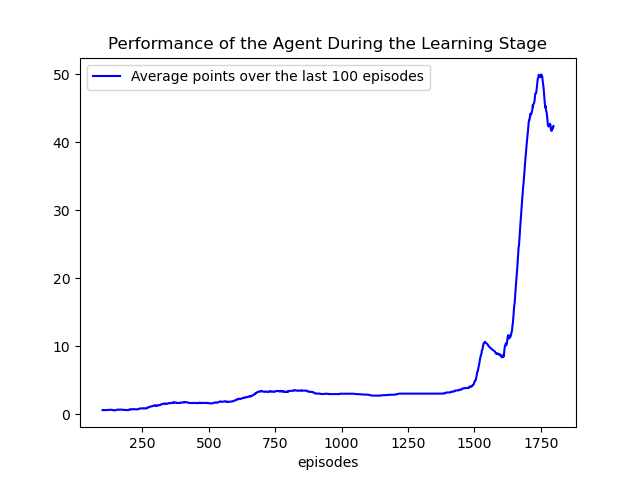 Performance of the Agent During the Learning Stage
Average points over the last 100 episodes
50
40
30
20
10
0
250 500 750 1000 1250 1500 1750
episodes